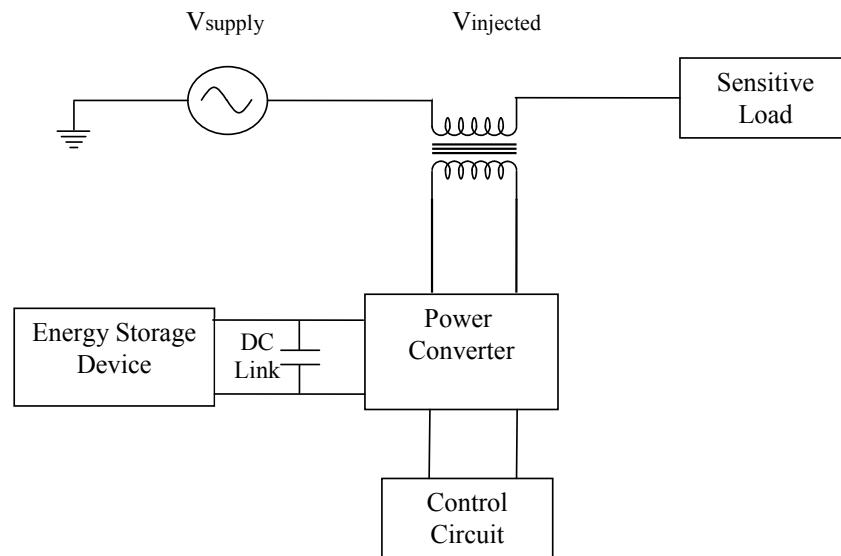 Vsupply
Vinjected
Sensitive
Load
Energy Storage
Device
DC
Link
Power
Converter
Control
Circuit